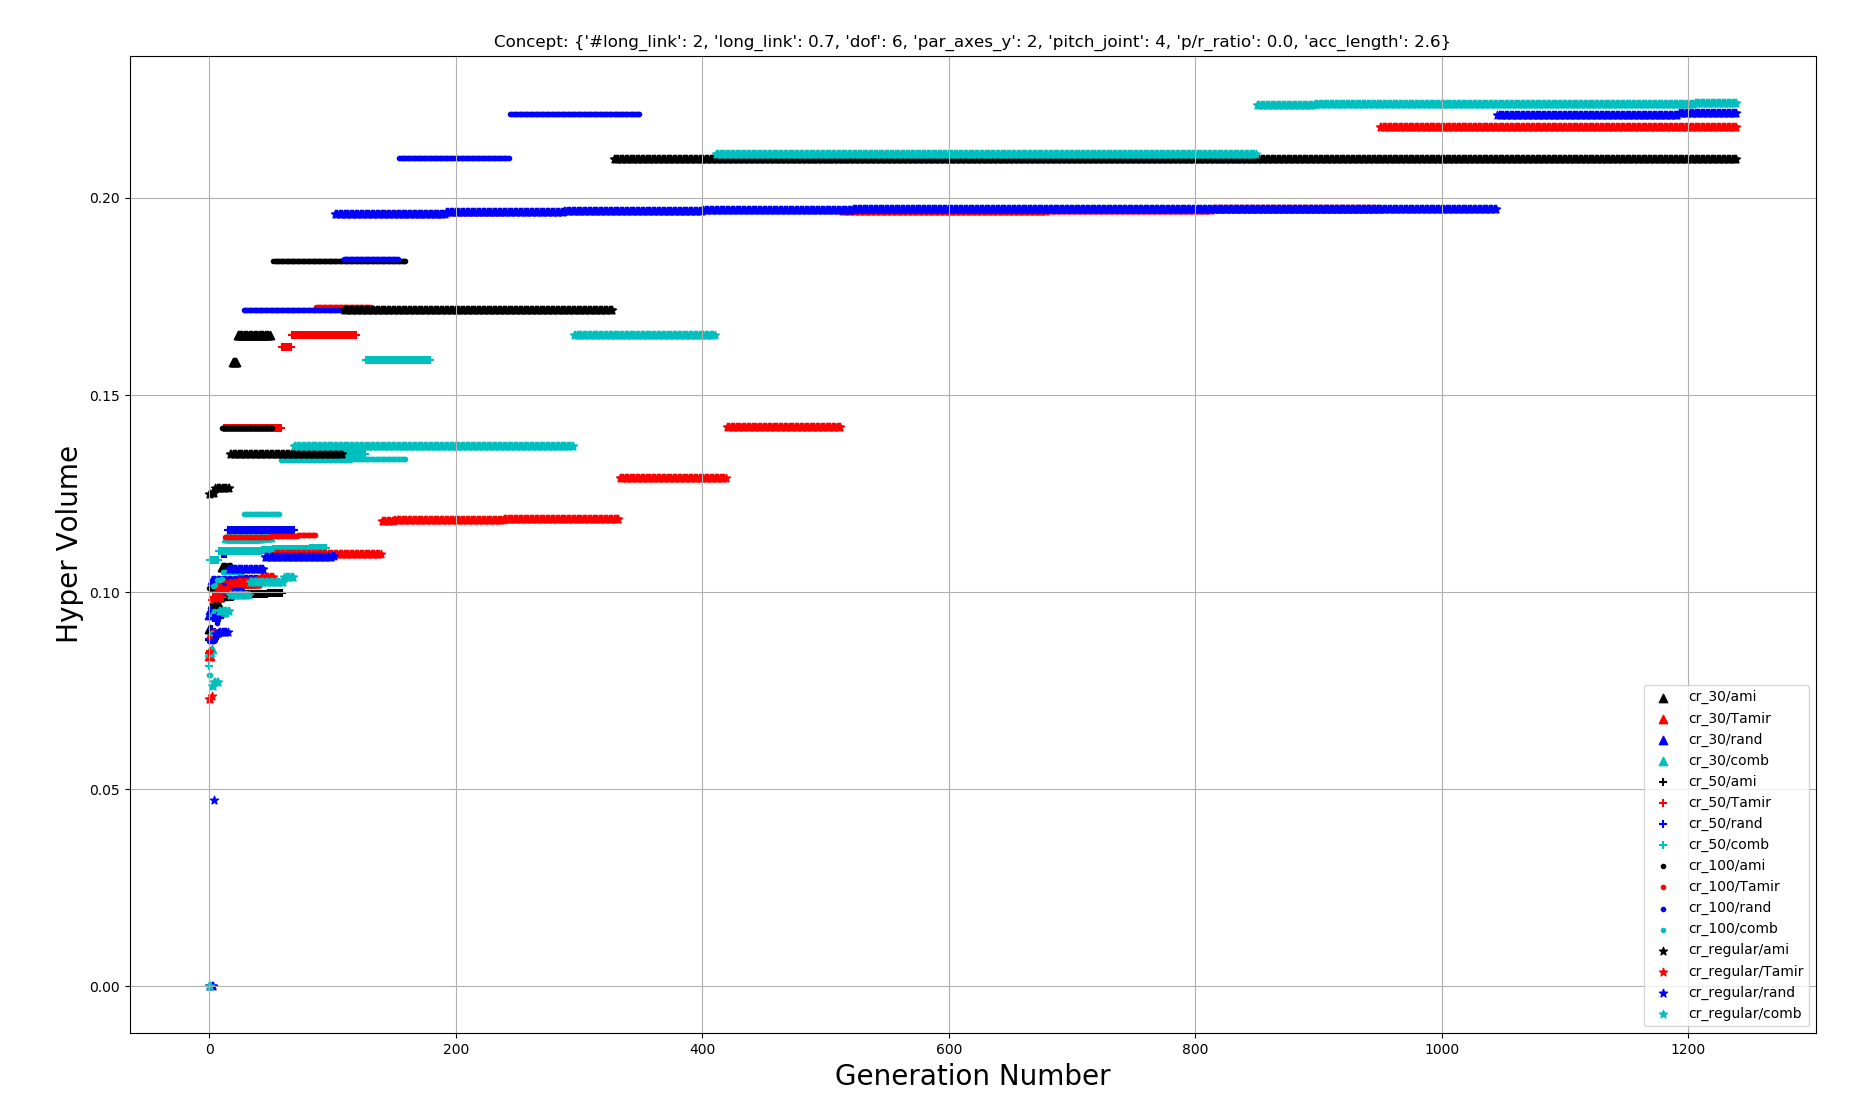 Concept: {'#long_link': 2, 'long_link': 0.7, 'dof': 6, 'par_axes_y': 2, 'pitch_joint': 4, 'p/r_ratio': 0.0, 'acc_length': 2.6}
Hyper Volume
0.20
0.15
0.10
0.05
0.00
0
200
400
600
800
1000
1200
Generation Number
cr_30/ami
cr_30/Tamir
cr_30/rand
cr_30/comb
cr_50/ami
cr_50/Tamir
cr_50/rand
cr_50/comb
cr_100/ami
cr_100/Tamir
cr_100/rand
cr_100/comb
cr_regular/ami
cr_regular/Tamir
cr_regular/rand
cr_regular/comb